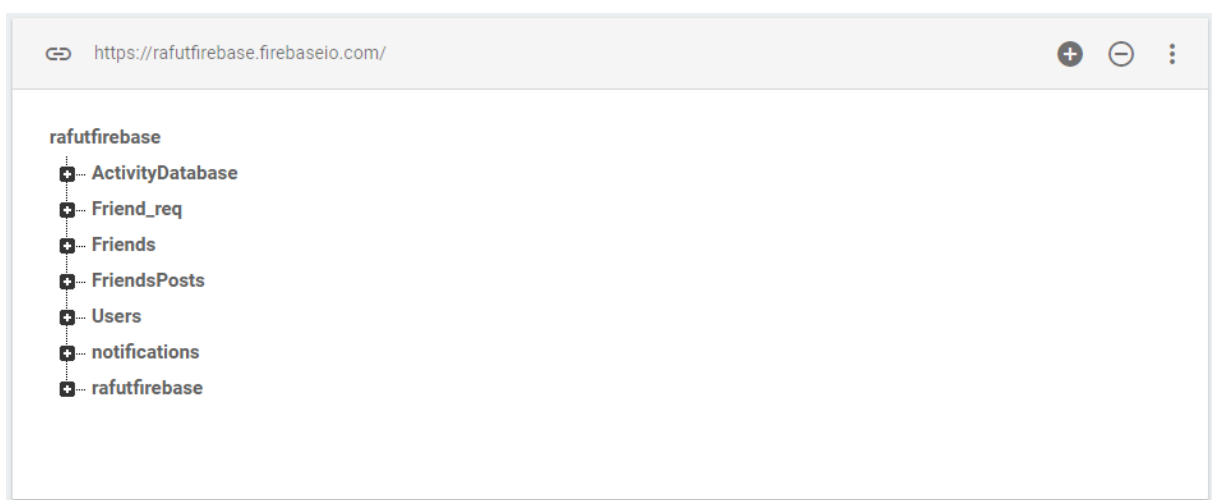 https://rafutfirebase.firebaseio.com/
rafutfirebase
ActivityDatabase
Friend_req
Friends
FriendsPosts
Users
notifications
rafutfirebase